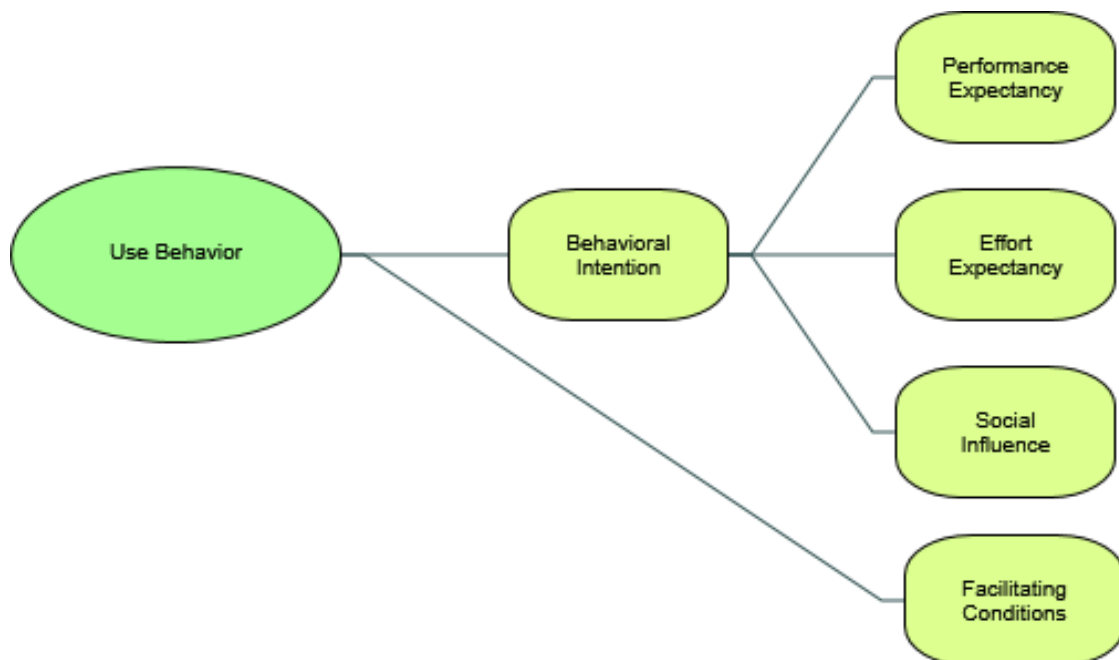 Performance
Expectancy
Use Behavior
Behavioral
Intention
Effort
Expectancy
Social
Influence
Facilitating
Conditions